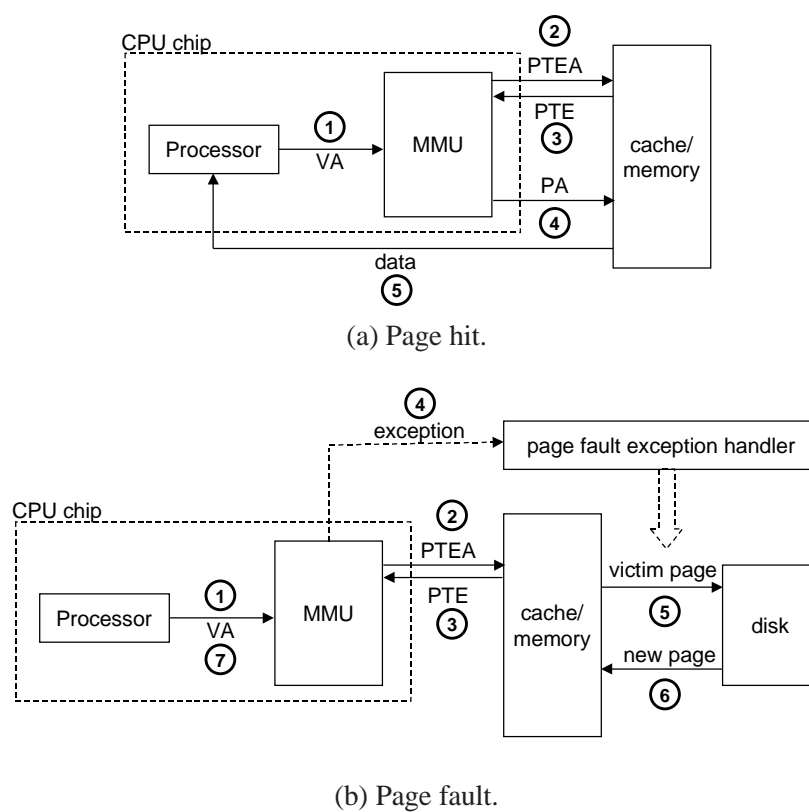 CPU chip
2
PTEA
PTE
3
1
VA
Processor
MMU
cache/
memory
PA
4
data
5
(a) Page hit.
4
exception
page fault exception handler
CPU chip
2
PTEA
PTE
3
1
VA
7
Processor
MMU
cache/
memory
victim page
5
disk
new page
6
(b) Page fault.